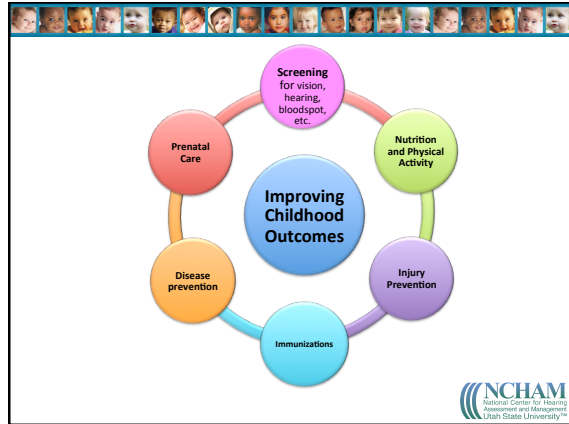 Screening
for vision,
hearing,
bloodspot,
etc.
Nutrition
and Physical
Activity
Injury
Prevention
Immunizations
Disease
prevention
Prenatal
Care
Improving
Childhood
Outcomes
NCHAM
National Center for Hearing
Assessment and Management
Utah State University™